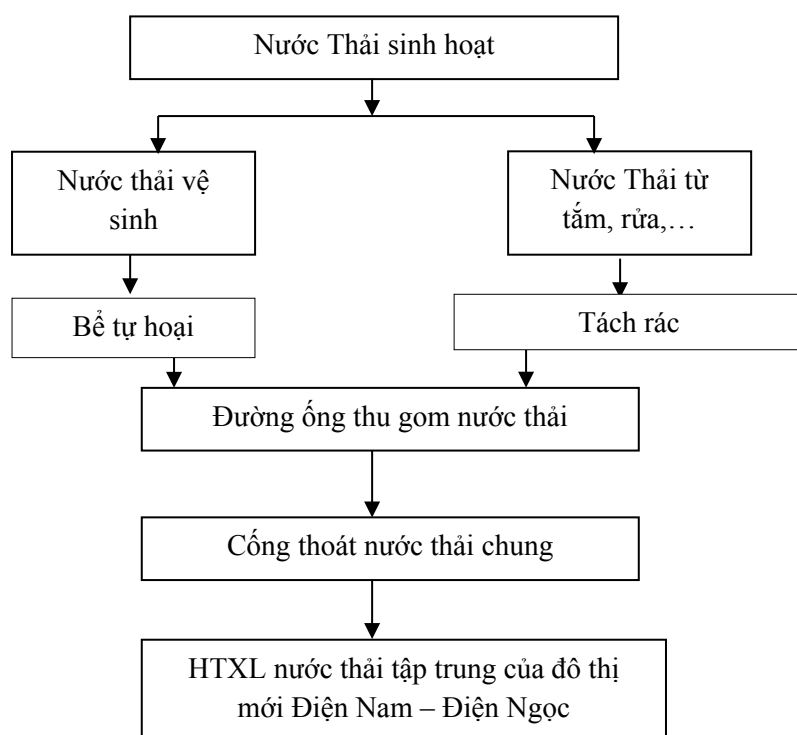 Nước Thải sinh hoạt
Nước thải vệ
sinh
Nước Thải từ
tắm, rửa,…
Bể tự hoại
Tách rác
Đường ống thu gom nước thải
Cống thoát nước thải chung
HTXL nước thải tập trung của đô thị
mới Điện Nam – Điện Ngọc